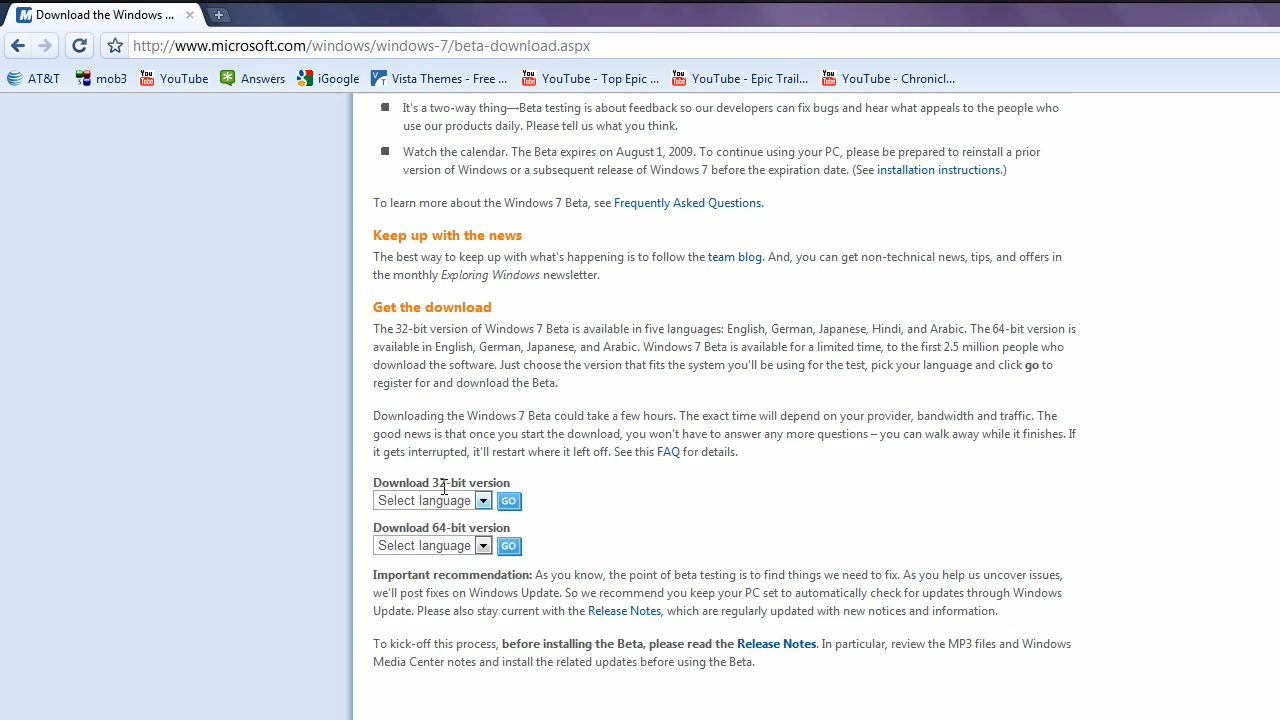 Download the Windows ...
http://www.microsoft.com/windows/windows-7/beta-download.aspx
AT&T mob3 YouTube Answers iGoogle Vista Themes - Free ... YouTube - Top Epic ... YouTube - Epic Trail... YouTube - Chronicl...
It's a two-way thing—Beta testing is about feedback so our developers can fix bugs and hear what appeals to the people who
use our products daily. Please tell us what you think.
Watch the calendar. The Beta expires on August 1, 2009. To continue using your PC, please be prepared to reinstall a prior
version of Windows or a subsequent release of Windows 7 before the expiration date. (See installation instructions.)
To learn more about the Windows 7 Beta, see Frequently Asked Questions.
Keep up with the news
The best way to keep up with what's happening is to follow the team blog. And, you can get non-technical news, tips, and offers in
the monthly Exploring Windows newsletter.
Get the download
The 32-bit version of Windows 7 Beta is available in five languages: English, German, Japanese, Hindi, and Arabic. The 64-bit version is
available in English, German, Japanese, and Arabic. Windows 7 Beta is available for a limited time, to the first 2.5 million people who
download the software. Just choose the version that fits the system you'll be using for the test, pick your language and click go to
register for and download the Beta.
Downloading the Windows 7 Beta could take a few hours. The exact time will depend on your provider, bandwidth and traffic. The
good news is that once you start the download, you won't have to answer any more questions – you can walk away while it finishes. If
it gets interrupted, it'll restart where it left off. See this FAQ for details.
Download 32-bit version
Select language GO
Download 64-bit version
Select language GO
Important recommendation: As you know, the point of beta testing is to find things we need to fix. As you help us uncover issues,
we'll post fixes on Windows Update. So we recommend you keep your PC set to automatically check for updates through Windows
Update. Please also stay current with the Release Notes, which are regularly updated with new notices and information.
To kick-off this process, before installing the Beta, please read the Release Notes. In particular, review the MP3 files and Windows
Media Center notes and install the related updates before using the Beta.